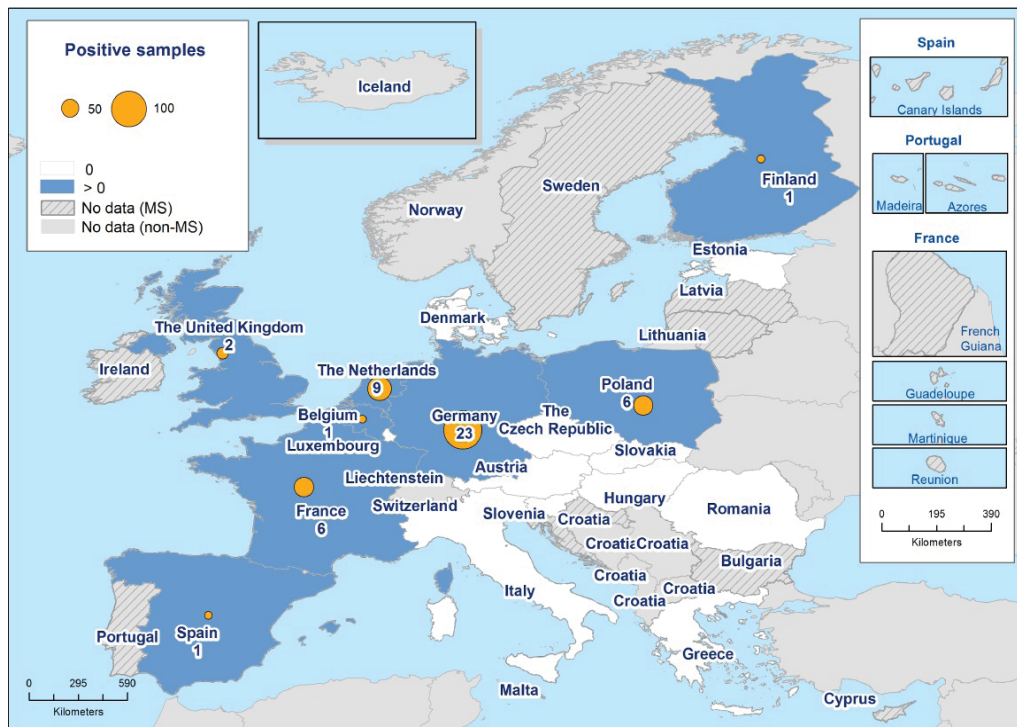 Positive samples
50
100
0
> 0
No data (MS)
No data (non-MS)
Iceland
Spain
Canary Islands
Portugal
Madeira
Azores
France
French
Guiana
Guadeloupe
Martinique
Reunion
0 195 390
Kilometers
Finland
1
Sweden
Norway
Estonia
Latvia
Denmark
Lithuania
The United Kingdom
2
Ireland
The Netherlands
9
Poland
6
Belgium
1
Germany
23
The
Czech Republic
Luxembourg
Slovakia
Austria
Liechtenstein
Switzerland
Hungary
Romania
France
6
Slovenia
Croatia
Croatia
Croatia
Bulgaria
Croatia
Croatia
Croatia
Italy
Portugal
Spain
1
Greece
Malta
Cyprus
0 295 590
Kilometers